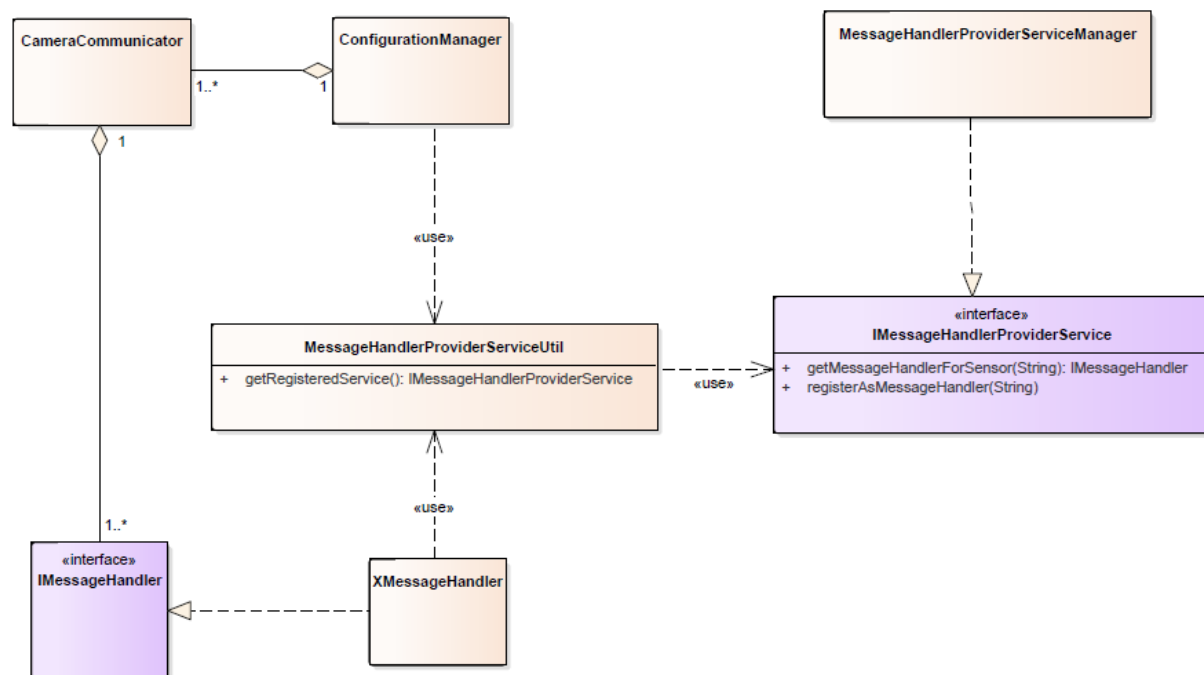 CameraCommunicator
ConfigurationManager
MessageHandlerProviderServiceManager
1..*
1
1
«use»
MessageHandlerProviderServiceUtil
+ getRegisteredService(): IMessageHandlerProviderService
«use»
«interface»
IMessageHandlerProviderService
+ getMessageHandlerForSensor(String): IMessageHandler
+ registerAsMessageHandler(String)
«use»
1..*
«interface»
IMessageHandler
XMessageHandler